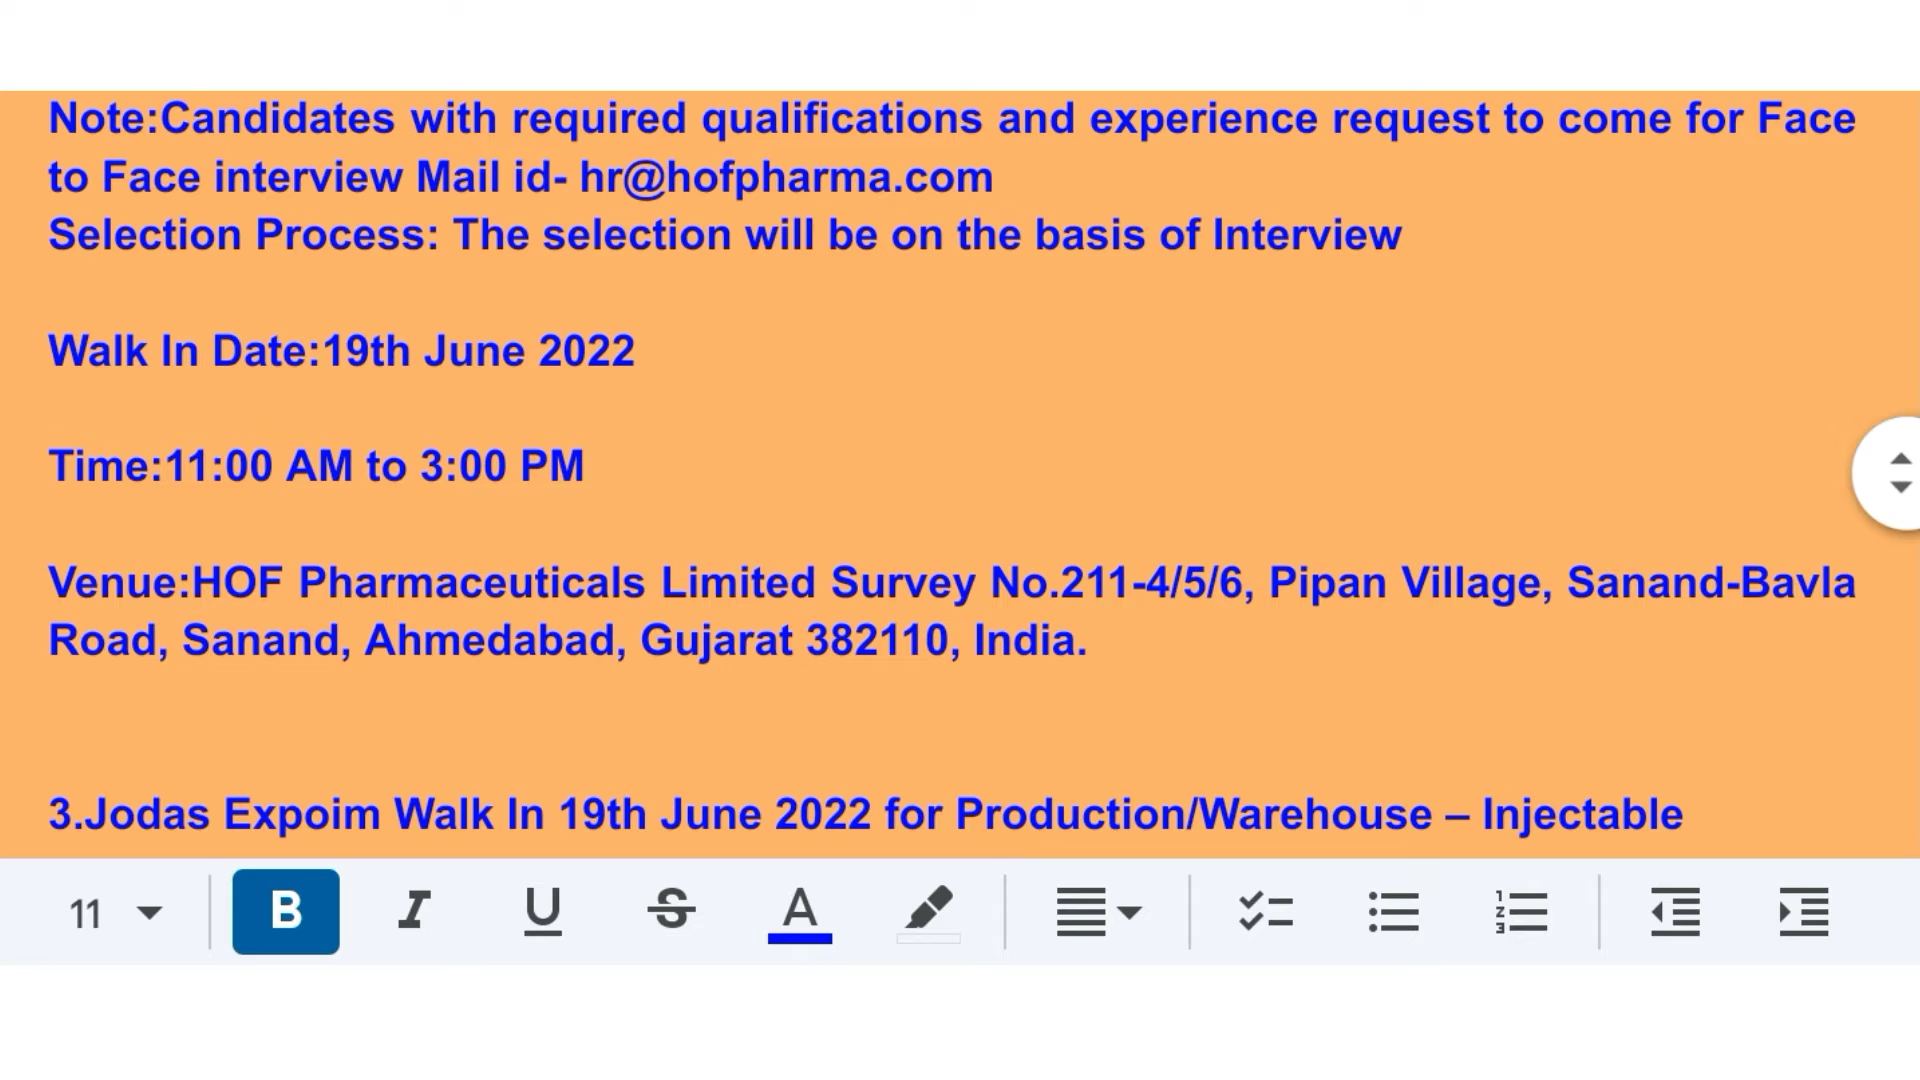 Note:Candidates with required qualifications and experience request to come for Face
to Face interview Mail id- hr@hofpharma.com
Selection Process: The selection will be on the basis of Interview
Walk In Date:19th June 2022
Time:11:00 AM to 3:00 PM
Venue:HOF Pharmaceuticals Limited Survey No.211-4/5/6, Pipan Village, Sanand-Bavla
Road, Sanand, Ahmedabad, Gujarat 382110, India.
3.Jodas Expoim Walk In 19th June 2022 for Production/Warehouse – Injectable
11 B I U S A